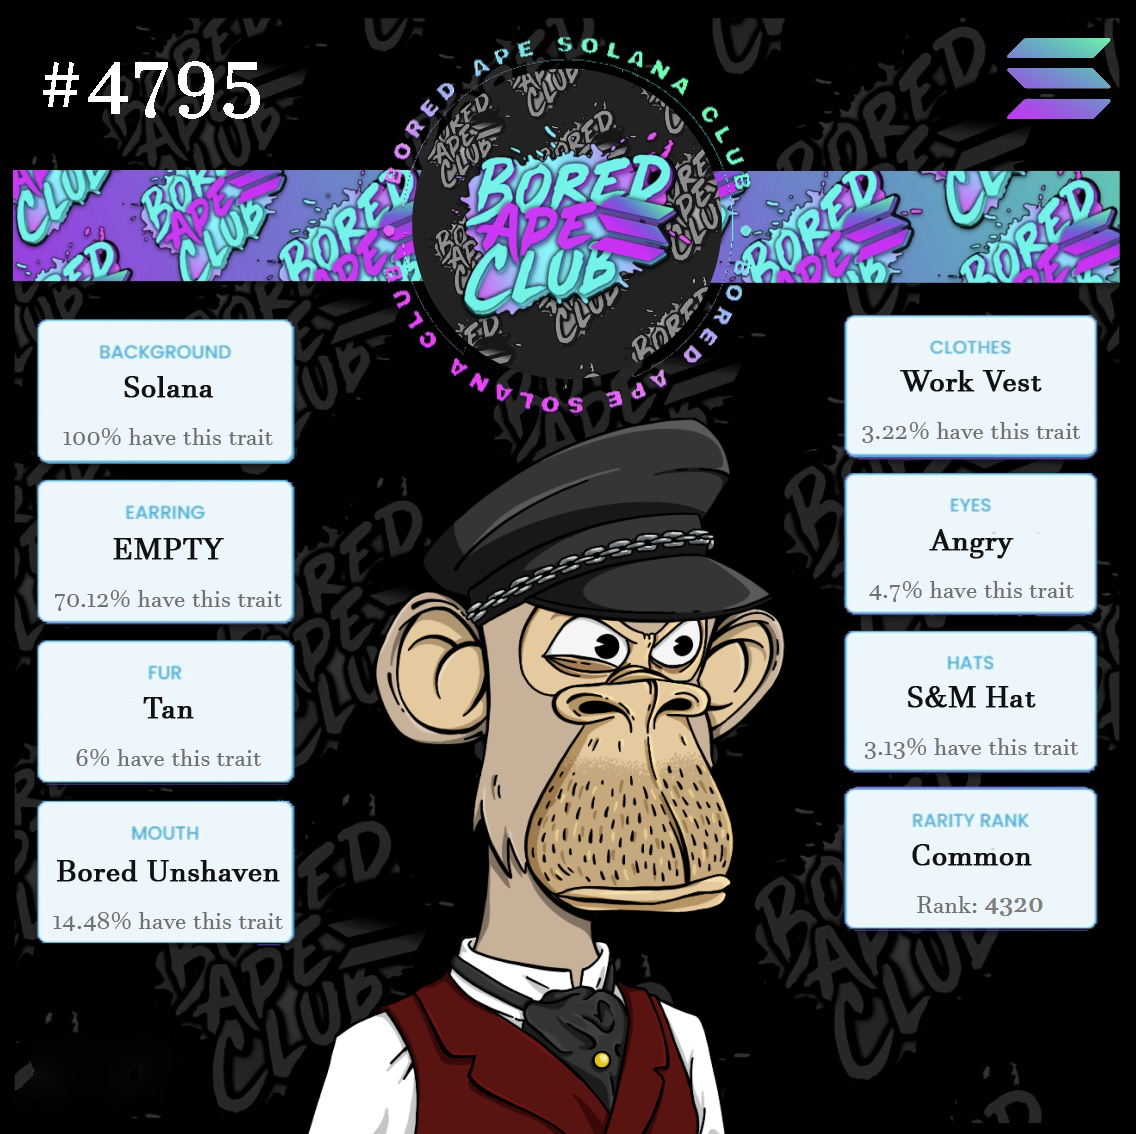 #4795
BORED APE SOLANA CLUB
BORED APE SOLANA CLUB
BORED
APE
CLUB
BACKGROUND
Solana
100% have this trait
EARRING
EMPTY
70.12% have this trait
FUR
Tan
6% have this trait
MOUTH
Bored Unshaven
14.48% have this trait
CLOTHES
Work Vest
3.22% have this trait
EYES
Angry
4.7% have this trait
HATS
S&M Hat
3.13% have this trait
RARITY RANK
Common
Rank: 4320